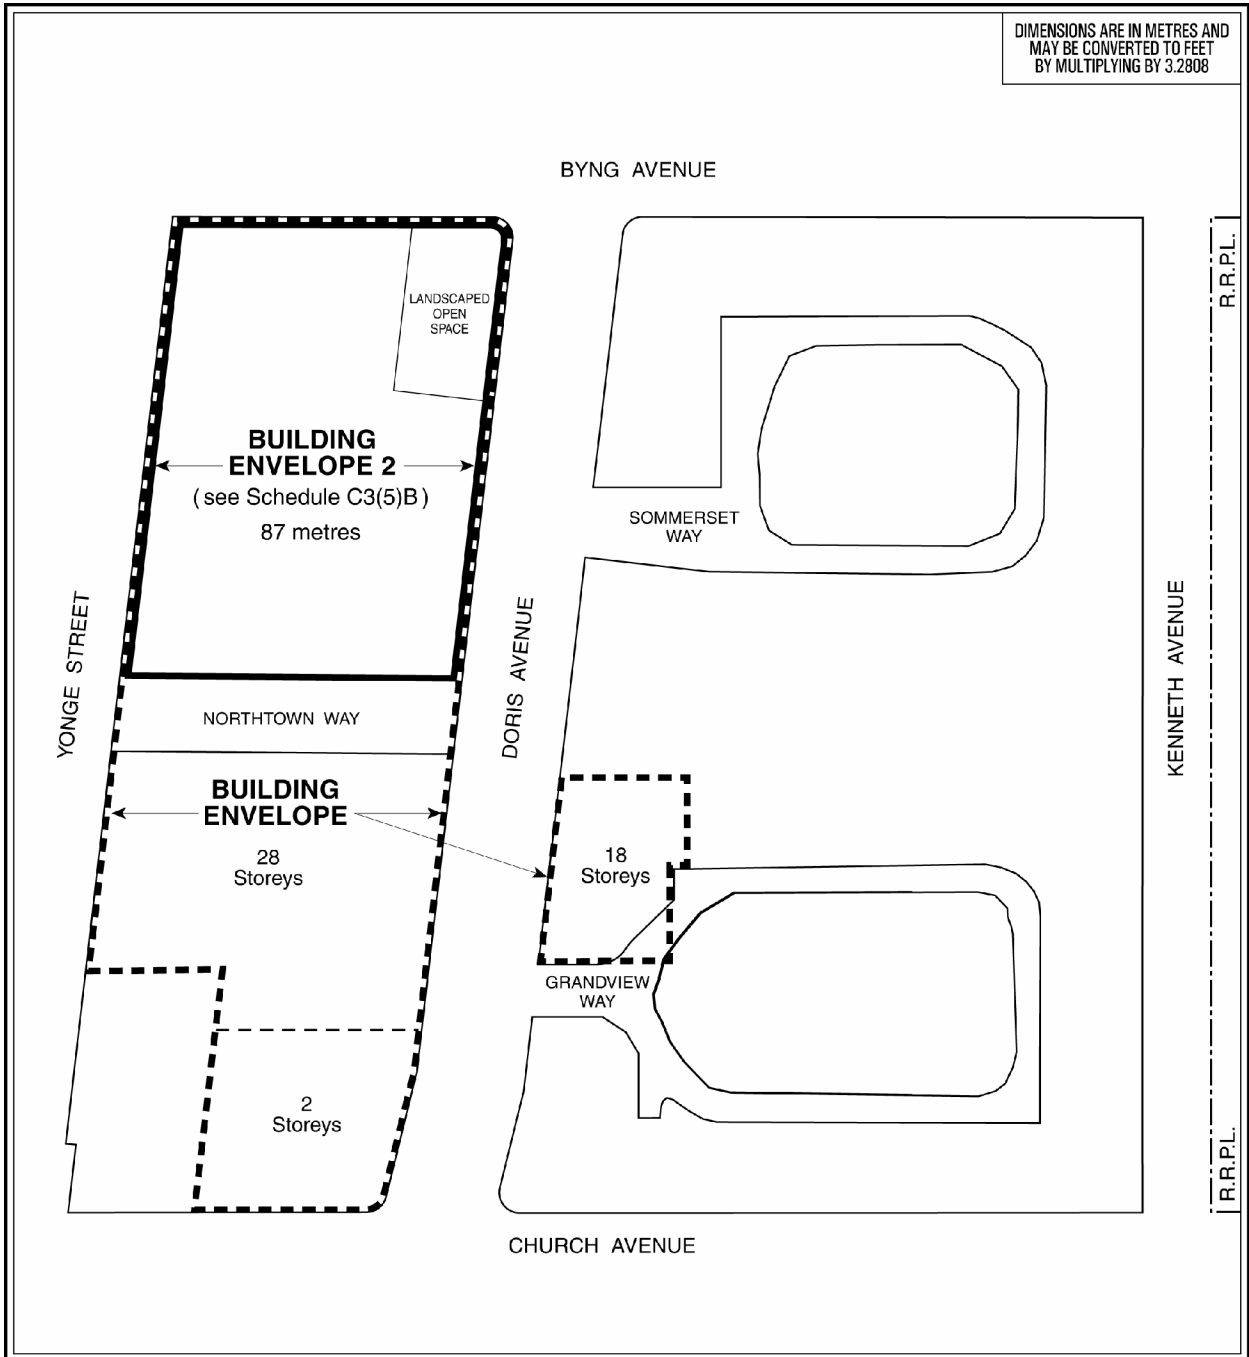 DIMENSIONS ARE IN METRES AND
MAY BE CONVERTED TO FEET
BY MULTIPLYING BY 3.2808
BYNG AVENUE
R.R.P.L.
LANDSCAPED
OPEN
SPACE
BUILDING
ENVELOPE 2
( see Schedule C3(5)B )
87 metres
SOMMERSET
WAY
YONGE STREET
DORIS AVENUE
KENNETH AVENUE
NORTHTOWN WAY
BUILDING
ENVELOPE
28
Storeys
18
Storeys
GRANDVIEW
WAY
2
Storeys
R.R.P.L.
CHURCH AVENUE